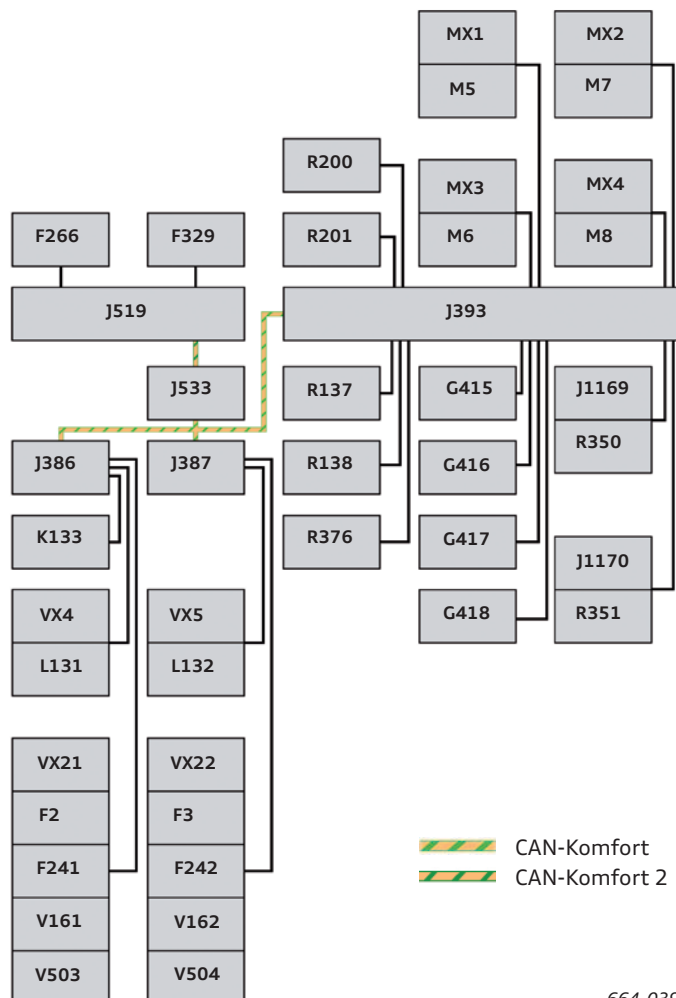 MX1
MX2
M5
M7
R200
MX3
MX4
F266
F329
R201
M6
M8
J519
J393
J533
R137
G415
J1169
J386
J387
R138
G416
R350
K133
R376
G417
J1170
VX4
VX5
G418
R351
L131
L132
VX21
VX22
F2
F3
F241
F242
CAN-Komfort
CAN-Komfort 2
V161
V162
V503
V504